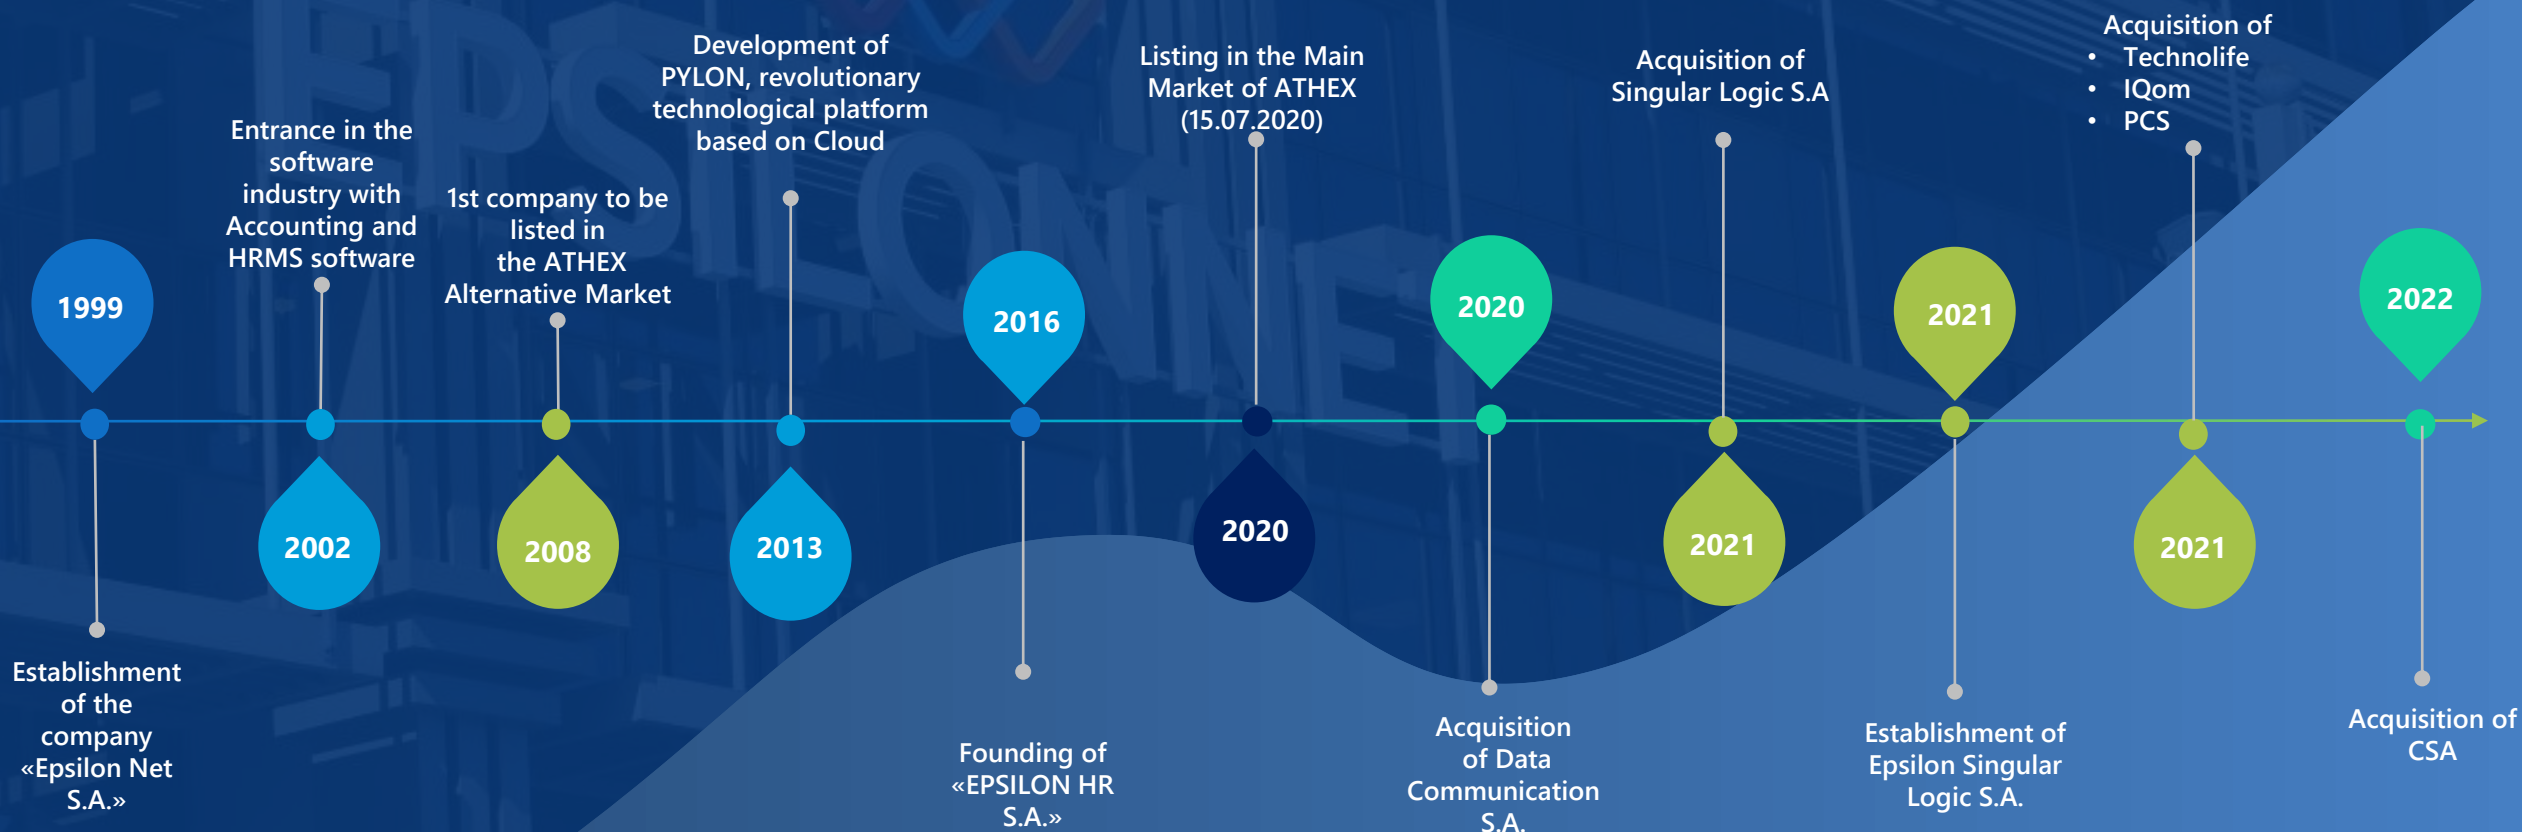 1999
Establishment
of the
company
«Epsilon Net
S.A.»
Entrance in the
software
industry with
Accounting and
HRMS software
2002
1st company to be
listed in
the ATHEX
Alternative Market
2008
Development of
PYLON, revolutionary
technological platform
based on Cloud
2013
2016
Founding of
«EPSILON HR
S.A.»
Listing in the Main
Market of ATHEX
(15.07.2020)
2020
2020
Acquisition
of Data
Communication
S.A.
Acquisition of
Singular Logic S.A
2021
2021
Establishment of
Epsilon Singular
Logic S.A.
Acquisition of
• Technolife
• IQom
• PCS
2021
2022
Acquisition of
CSA
EPSILONNET